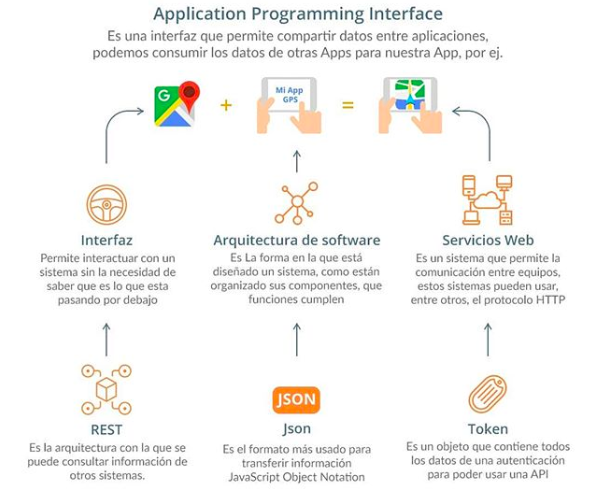 Application Programming Interface
Es una interfaz que permite compartir datos entre aplicaciones,
podemos consumir los datos de otras Apps para nuestra App, por ej.
G
+
Mi App
GPS
=
Interfaz
Permite interactuar con un
sistema sin la necesidad de
saber que es lo que esta
pasando por debajo
Arquitectura de software
Es La forma en la que está
diseñado un sistema, como están
organizado sus componentes, que
funciones cumplen
Servicios Web
Es un sistema que permite la
comunicación entre equipos,
estos sistemas pueden usar,
entre otros, el protocolo HTTP
REST
Es la arquitectura con la que se
puede consultar información de
otros sistemas.
JSON
Json
Es el formato más usado para
transferir información
JavaScript Object Notation
Token
Es un objeto que contiene todos
los datos de una autenticación
para poder usar una API